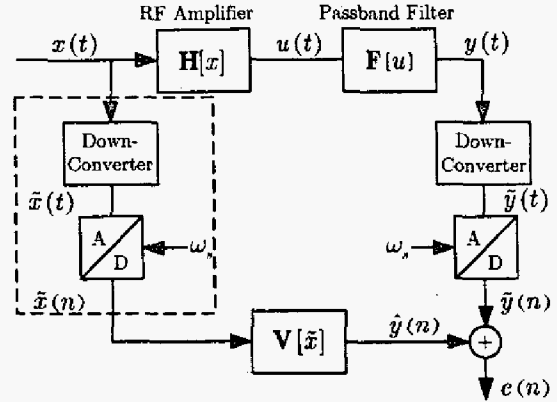 RF Amplifier Passband Filter
x(t) H[x] u(t) F[u] y(t)
Down-
Converter
Down-
Converter
x̃(t) ỹ(t)
A
D
ω_s
ω_s
A
D
x̃(n) ỹ(n)
V[x̃] ŷ(n) +
e(n)